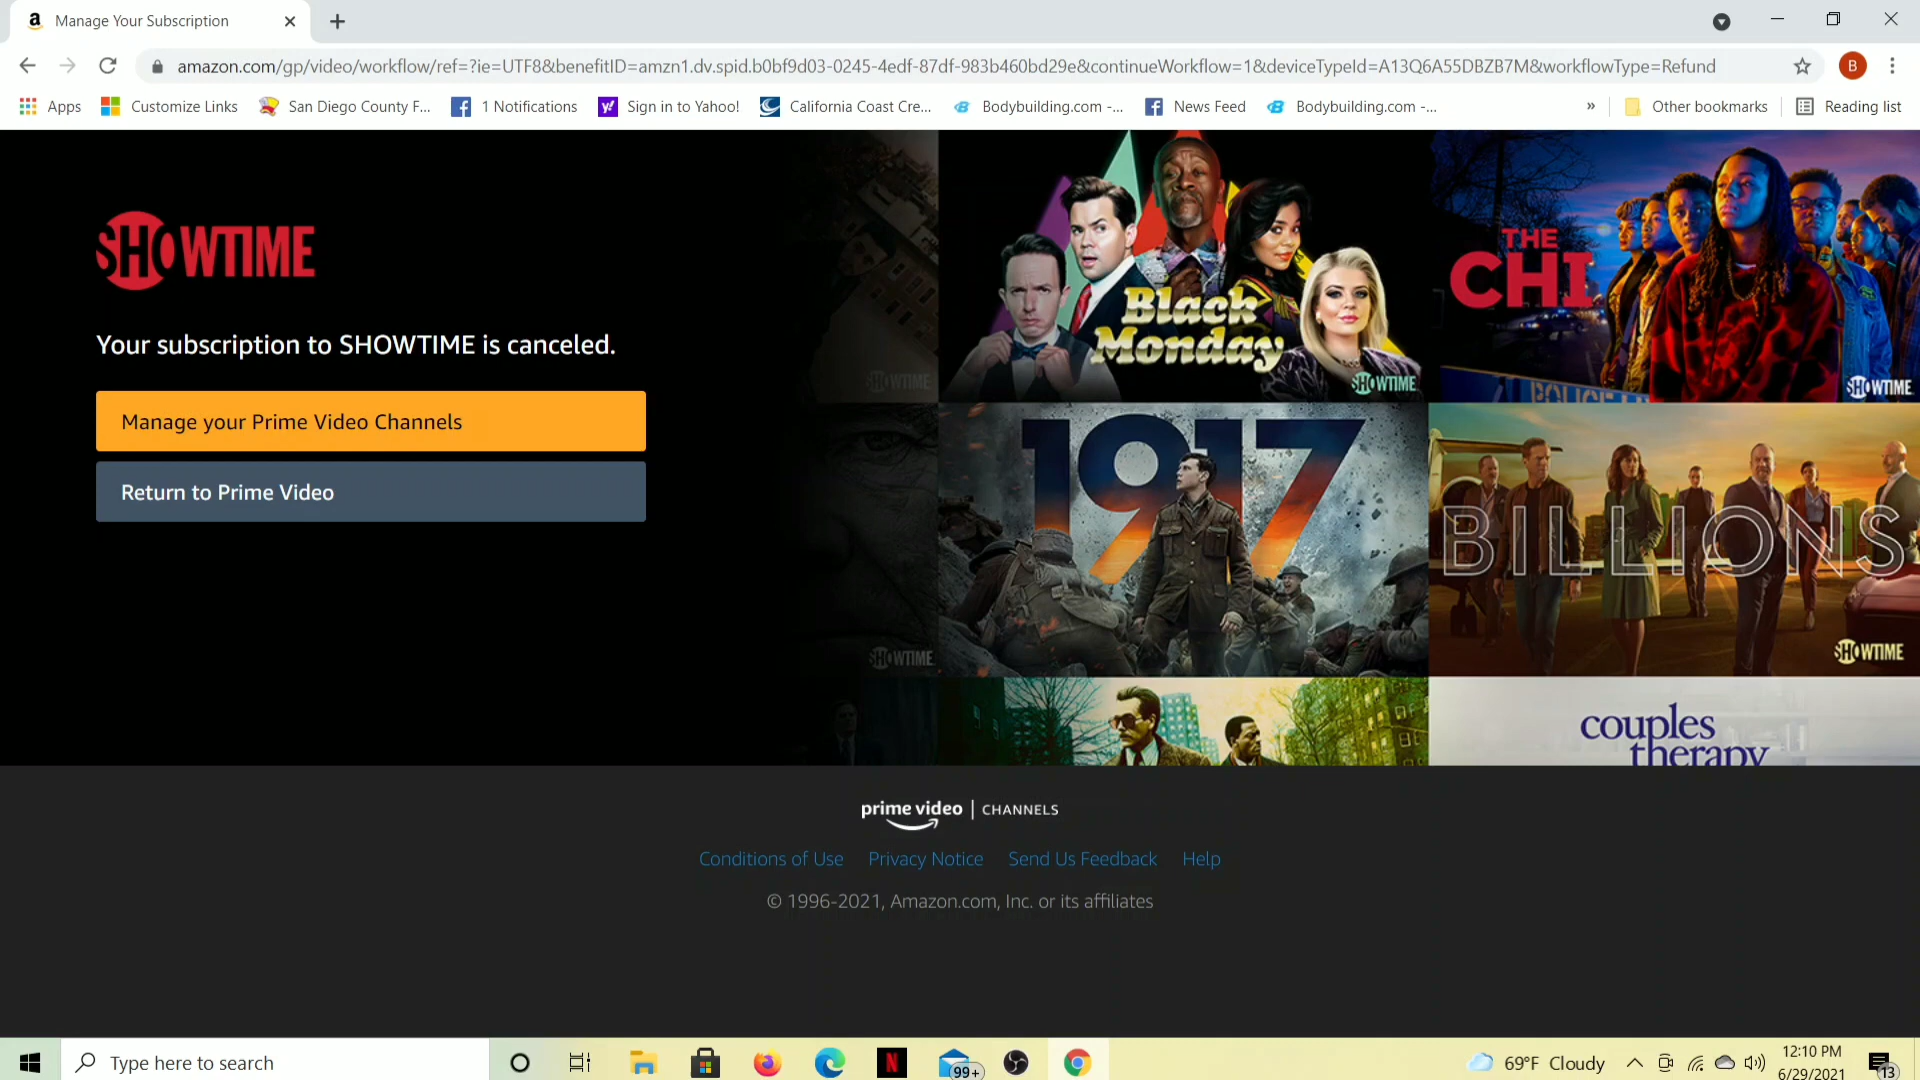 Manage Your Subscription
amazon.com/gp/video/workflow/ref=?ie=UTF8&benefitID=amzn1.dv.spid.b0bf9d03-0245-4edf-87df-983b460bd29e&continueWorkflow=1&deviceTypeId=A13Q6A55DBZB7M&workflowType=Refund
B
Apps
Customize Links
San Diego County F...
1 Notifications
Sign in to Yahoo!
California Coast Cre...
Bodybuilding.com -...
News Feed
Bodybuilding.com -...
»
Other bookmarks
Reading list
SHOWTIME
Your subscription to SHOWTIME is canceled.
Manage your Prime Video Channels
Return to Prime Video
SHOWTIME
Black
Monday
SHOWTIME
THE
CHI
SHOWTIME
SHOWTIME
1917
BILLIONS
SHOWTIME
couples
therapy
prime video | CHANNELS
Conditions of Use
Privacy Notice
Send Us Feedback
Help
© 1996-2021, Amazon.com, Inc. or its affiliates
Type here to search
99+
69°F Cloudy
12:10 PM
6/29/2021
13